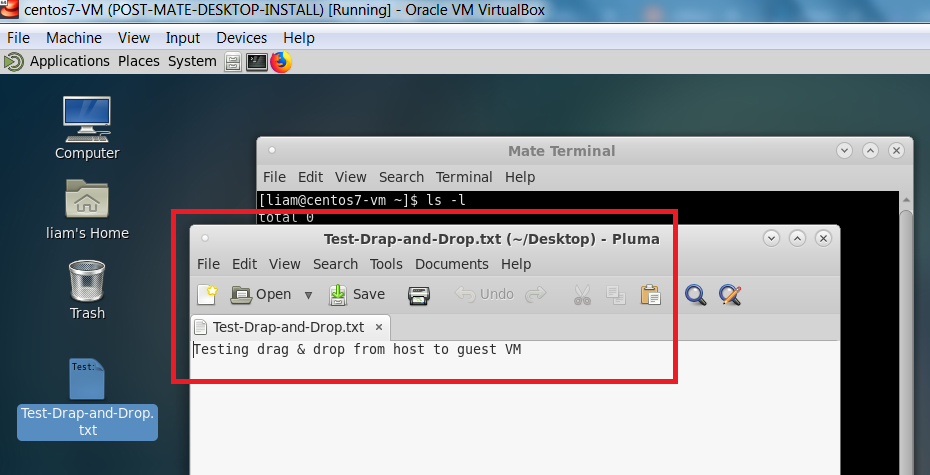 centos7-VM (POST-MATE-DESKTOP-INSTALL) [Running] - Oracle VM VirtualBox
File Machine View Input Devices Help
Applications Places System
Computer
liam's Home
Trash
Test:
Test-Drap-and-Drop.
txt
Mate Terminal
File Edit View Search Terminal Help
[liam@centos7-vm ~]$ ls -l
total 0
Test-Drap-and-Drop.txt (~/Desktop) - Pluma
File Edit View Search Tools Documents Help
Open Save Undo
Test-Drap-and-Drop.txt ×
Testing drag & drop from host to guest VM